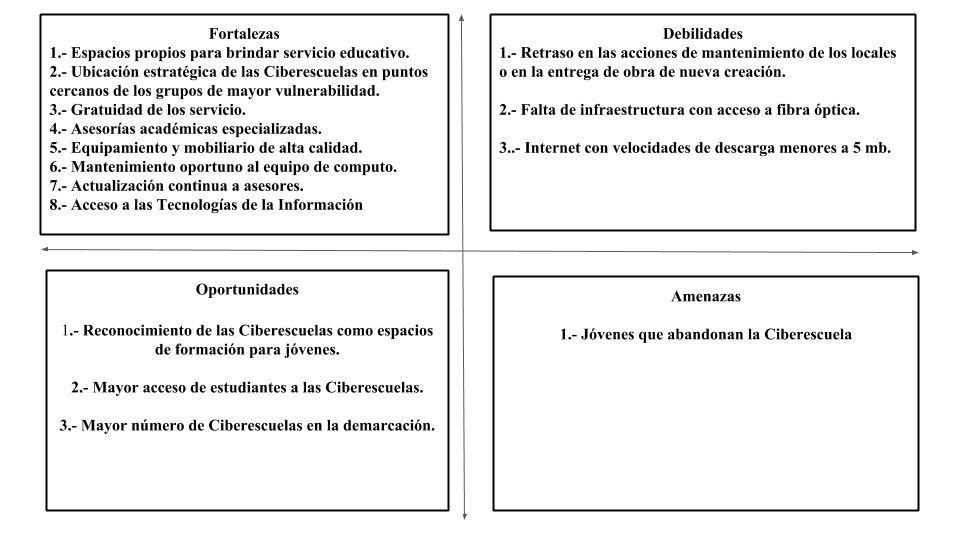 Fortalezas
1.- Espacios propios para brindar servicio educativo.
2.- Ubicación estratégica de las Ciberescuelas en puntos
cercanos de los grupos de mayor vulnerabilidad.
3.- Gratuidad de los servicio.
4.- Asesorías académicas especializadas.
5.- Equipamiento y mobiliario de alta calidad.
6.- Mantenimiento oportuno al equipo de computo.
7.- Actualización continua a asesores.
8.- Acceso a las Tecnologías de la Información
Debilidades
1.- Retraso en las acciones de mantenimiento de los locales
o en la entrega de obra de nueva creación.
2.- Falta de infraestructura con acceso a fibra óptica.
3..- Internet con velocidades de descarga menores a 5 mb.
Oportunidades
1.- Reconocimiento de las Ciberescuelas como espacios
de formación para jóvenes.
2.- Mayor acceso de estudiantes a las Ciberescuelas.
3.- Mayor número de Ciberescuelas en la demarcación.
Amenazas
1.- Jóvenes que abandonan la Ciberescuela